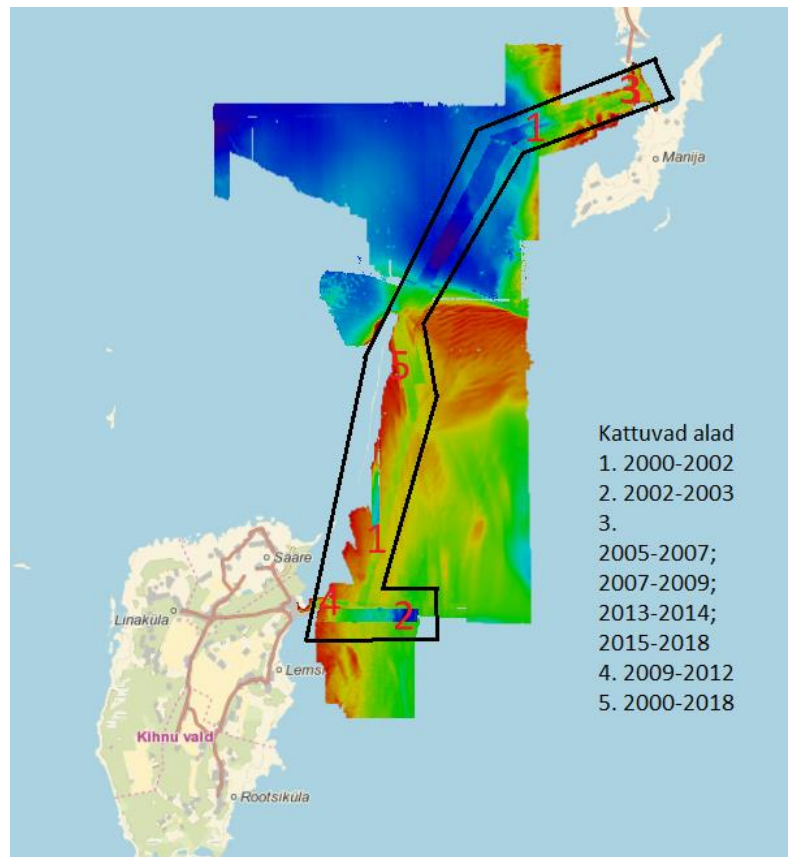 3
1
Manija
5
Kattuvad alad
1. 2000-2002
2. 2002-2003
3.
2005-2007;
2007-2009;
2013-2014;
2015-2018
4. 2009-2012
5. 2000-2018
1
Saare
4
2
Linaküla
Lemsi
Kihnu vald
Rootsiküla